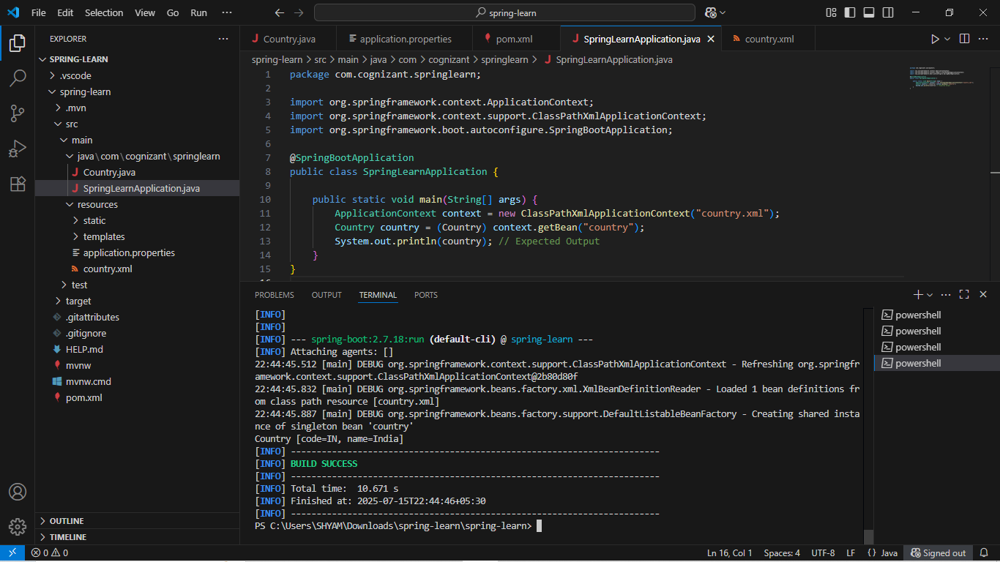 File Edit Selection View Go Run ··· spring-learn
EXPLORER ···
SPRING-LEARN
.vscode
spring-learn
.mvn
src
main
java\com\cognizant\springlearn
Country.java
SpringLearnApplication.java
resources
static
templates
application.properties
country.xml
test
target
.gitattributes
.gitignore
HELP.md
mvnw
mvnw.cmd
pom.xml
OUTLINE
TIMELINE
Country.java application.properties pom.xml SpringLearnApplication.java country.xml
spring-learn > src > main > java > com > cognizant > springlearn > SpringLearnApplication.java
1 package com.cognizant.springlearn;
2
3 import org.springframework.context.ApplicationContext;
4 import org.springframework.context.support.ClassPathXmlApplicationContext;
5 import org.springframework.boot.autoconfigure.SpringBootApplication;
6
7 @SpringBootApplication
8 public class SpringLearnApplication {
9
10 public static void main(String[] args) {
11 ApplicationContext context = new ClassPathXmlApplicationContext("country.xml");
12 Country country = (Country) context.getBean("country");
13 System.out.println(country); // Expected Output
14 }
15 }
16
PROBLEMS OUTPUT TERMINAL PORTS
[INFO]
[INFO]
[INFO] --- spring-boot:2.7.18:run (default-cli) @ spring-learn ---
[INFO] Attaching agents: []
22:44:45.512 [main] DEBUG org.springframework.context.support.ClassPathXmlApplicationContext - Refreshing org.springfr
amework.context.support.ClassPathXmlApplicationContext@2b80d80f
22:44:45.832 [main] DEBUG org.springframework.beans.factory.xml.XmlBeanDefinitionReader - Loaded 1 bean definitions fr
om class path resource [country.xml]
22:44:45.887 [main] DEBUG org.springframework.beans.factory.support.DefaultListableBeanFactory - Creating shared insta
nce of singleton bean 'country'
Country [code=IN, name=India]
[INFO] ------------------------------------------------------------------------
[INFO] BUILD SUCCESS
[INFO] ------------------------------------------------------------------------
[INFO] Total time:  10.671 s
[INFO] Finished at: 2025-07-15T22:44:46+05:30
[INFO] ------------------------------------------------------------------------
PS C:\Users\SHYAM\Downloads\spring-learn\spring-learn>
powershell
powershell
powershell
powershell
0 0 Ln 16, Col 1 Spaces: 4 UTF-8 LF {} Java Signed out